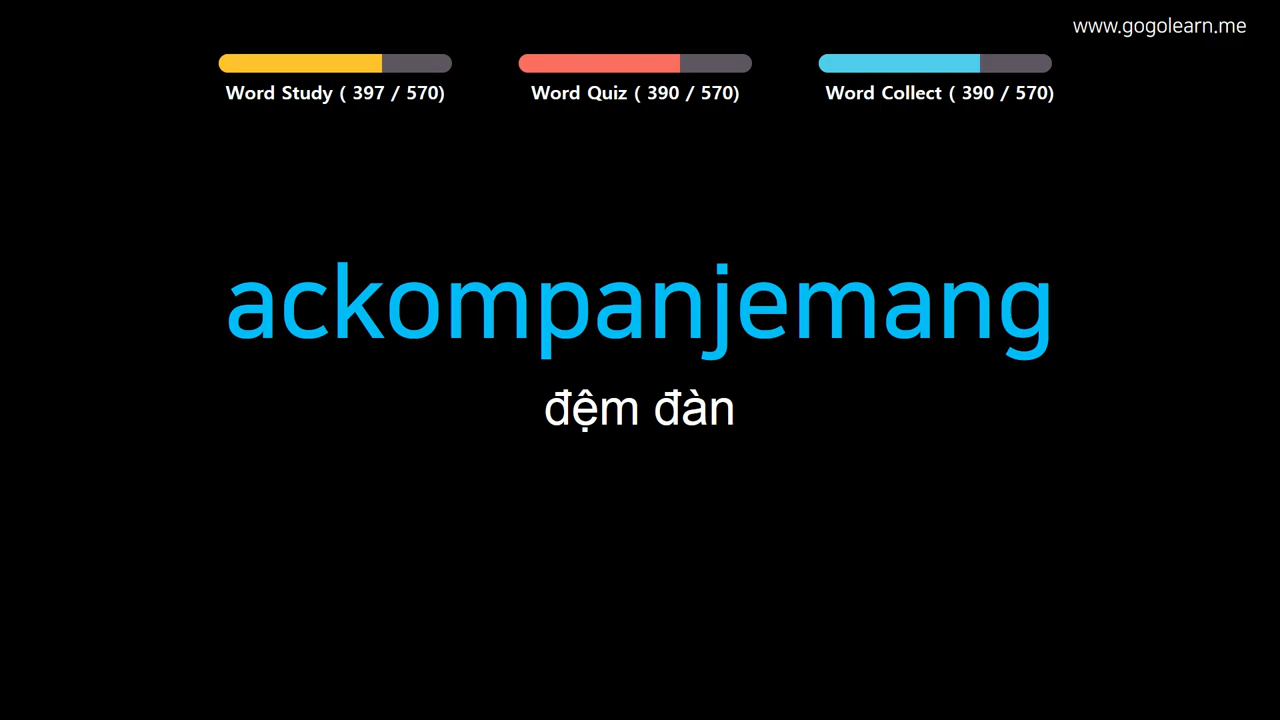 www.gogolearn.me
Word Study ( 397 / 570)
Word Quiz ( 390 / 570)
Word Collect ( 390 / 570)
ackompanjemang
đệm đàn